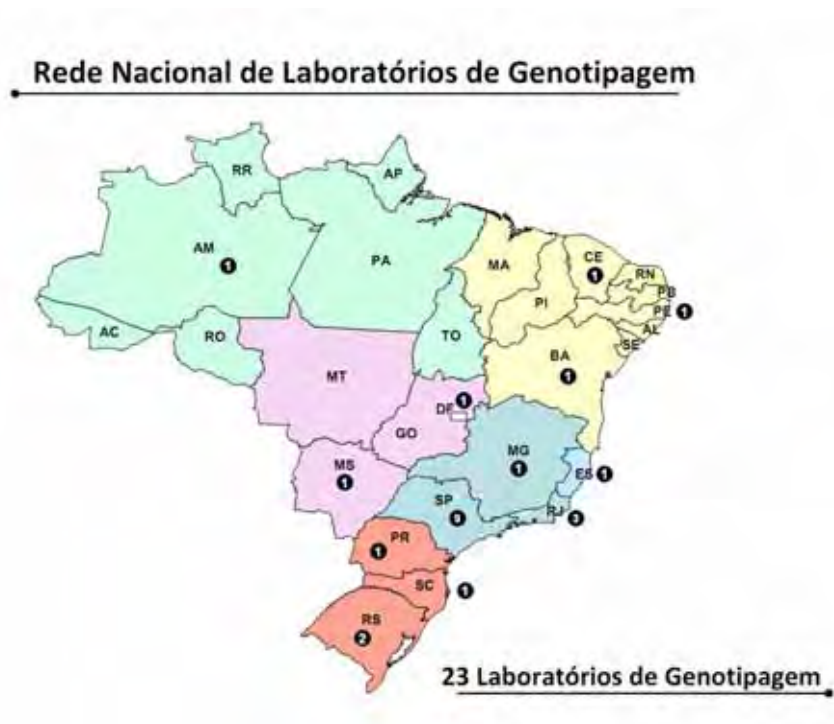 Rede Nacional de Laboratórios de Genotipagem
RR
AP
AM
1
PA
MA
CE
1
RN
PB
PI
PE 1
AC
RO
TO
AL
SE
BA
1
MT
DF 1
GO
MG
1
MS
1
ES 1
SP
9
RJ 3
PR
1
SC 1
RS
2
23 Laboratórios de Genotipagem